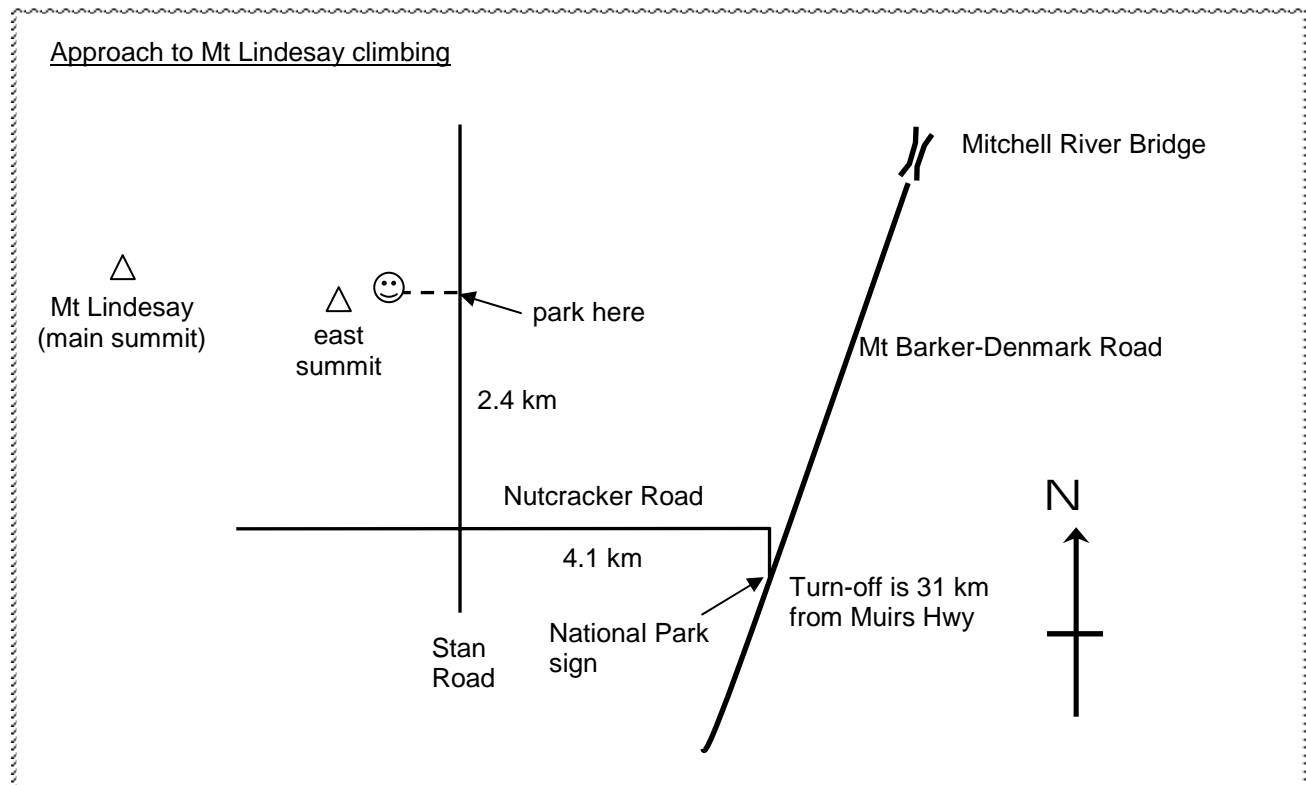 Approach to Mt Lindesay climbing
Mitchell River Bridge
Mt Lindesay
(main summit)
east
summit
park here
Mt Barker-Denmark Road
2.4 km
Nutcracker Road
N
4.1 km
Turn-off is 31 km
from Muirs Hwy
National Park
sign
Stan
Road